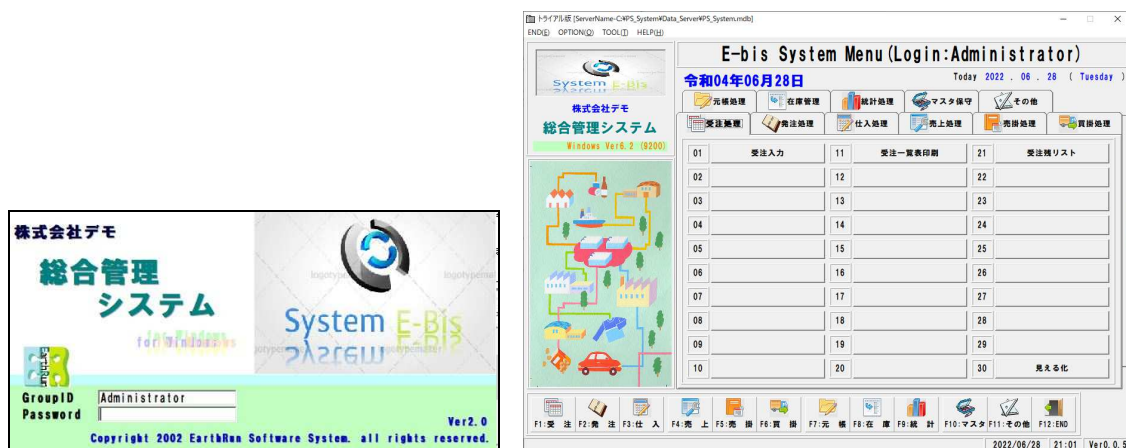 株式会社デモ
総合管理
システム
for Windows
System E-Bis
EarthRun
GroupID Administrator
Password
Ver2.0
Copyright 2002 EarthRun Software System. all rights reserved.
トライアル版 [ServerName-C:¥PS_System¥Data_Server¥PS_System.mdb]
END(E) OPTION(O) TOOL(T) HELP(H)
System E-Bis
株式会社デモ
総合管理システム
Windows Ver6.2 (9200)
E-bis System Menu(Login:Administrator)
令和04年06月28日
Today 2022 . 06 . 28 ( Tuesday )
元帳処理 在庫管理 統計処理 マスタ保守 その他
受注処理 発注処理 仕入処理 売上処理 売掛処理 買掛処理
01 受注入力 11 受注一覧表印刷 21 受注残リスト
02 12 22
03 13 23
04 14 24
05 15 25
06 16 26
07 17 27
08 18 28
09 19 29
10 20 30 見える化
F1:受 注 F2:発 注 F3:仕 入 F4:売 上 F5:売 掛 F6:買 掛 F7:元 帳 F8:在 庫 F9:統 計 F10:マスタ F11:その他 F12:END
2022/06/28 21:01 Ver0.0.5